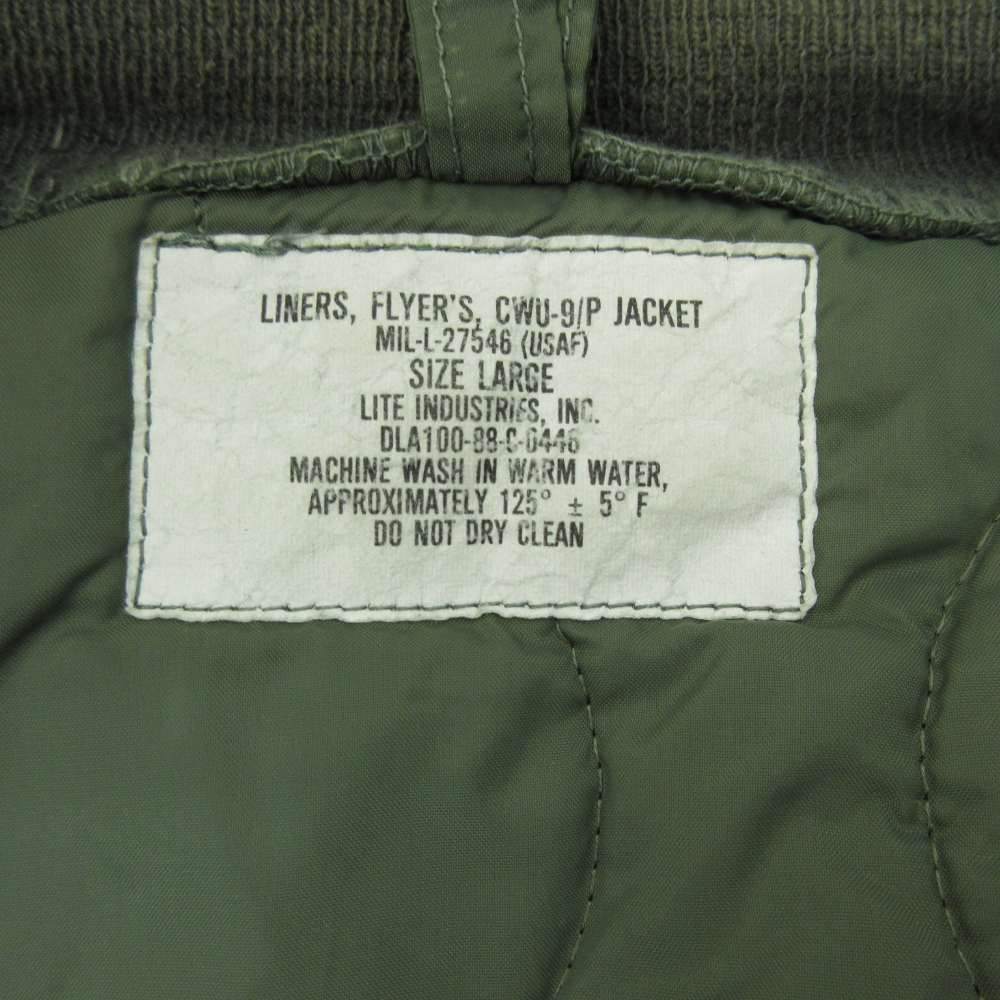 LINERS, FLYER'S, CWU-9/P JACKET
MIL-L-27546 (USAF)
SIZE LARGE
LITE INDUSTRIES, INC.
DLA100-88-C-0446
MACHINE WASH IN WARM WATER,
APPROXIMATELY 125° ± 5° F
DO NOT DRY CLEAN